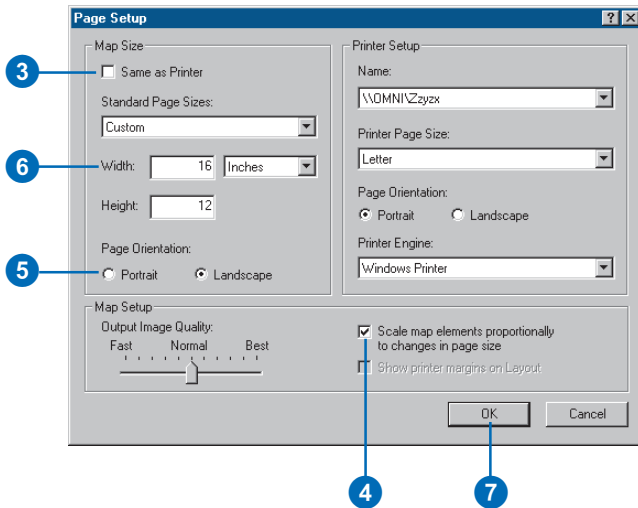 Page Setup
Map Size
3
Same as Printer
Standard Page Sizes:
Custom
6
Width:
16
Inches
Height:
12
Page Orientation:
5
Portrait
Landscape
Printer Setup
Name:
\\OMNI\Zzyzx
Printer Page Size:
Letter
Page Orientation:
Portrait
Landscape
Printer Engine:
Windows Printer
Map Setup
Output Image Quality:
Fast
Normal
Best
Scale map elements proportionally
to changes in page size
Show printer margins on Layout
OK
Cancel
4
7